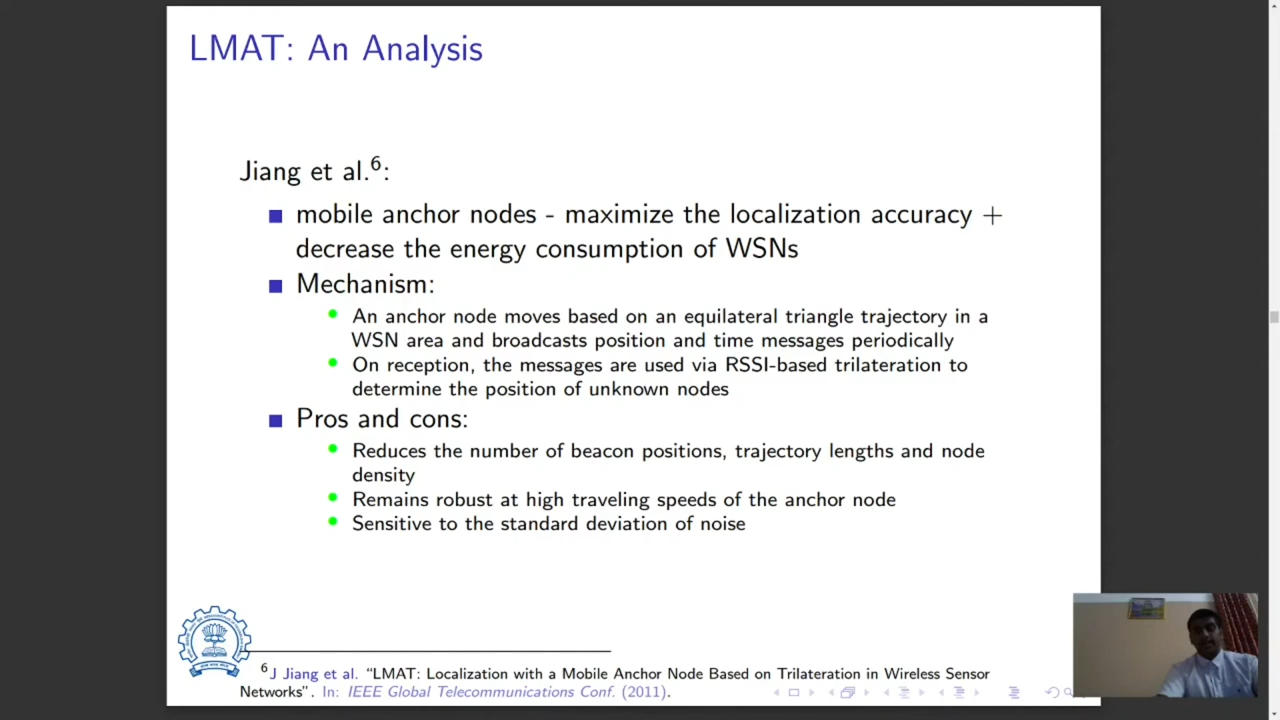 LMAT: An Analysis
Jiang et al.⁶:
mobile anchor nodes - maximize the localization accuracy +
decrease the energy consumption of WSNs
Mechanism:
An anchor node moves based on an equilateral triangle trajectory in a
WSN area and broadcasts position and time messages periodically
On reception, the messages are used via RSSI-based trilateration to
determine the position of unknown nodes
Pros and cons:
Reduces the number of beacon positions, trajectory lengths and node
density
Remains robust at high traveling speeds of the anchor node
Sensitive to the standard deviation of noise
⁶J Jiang et al. “LMAT: Localization with a Mobile Anchor Node Based on Trilateration in Wireless Sensor
Networks”. In: IEEE Global Telecommunications Conf. (2011).